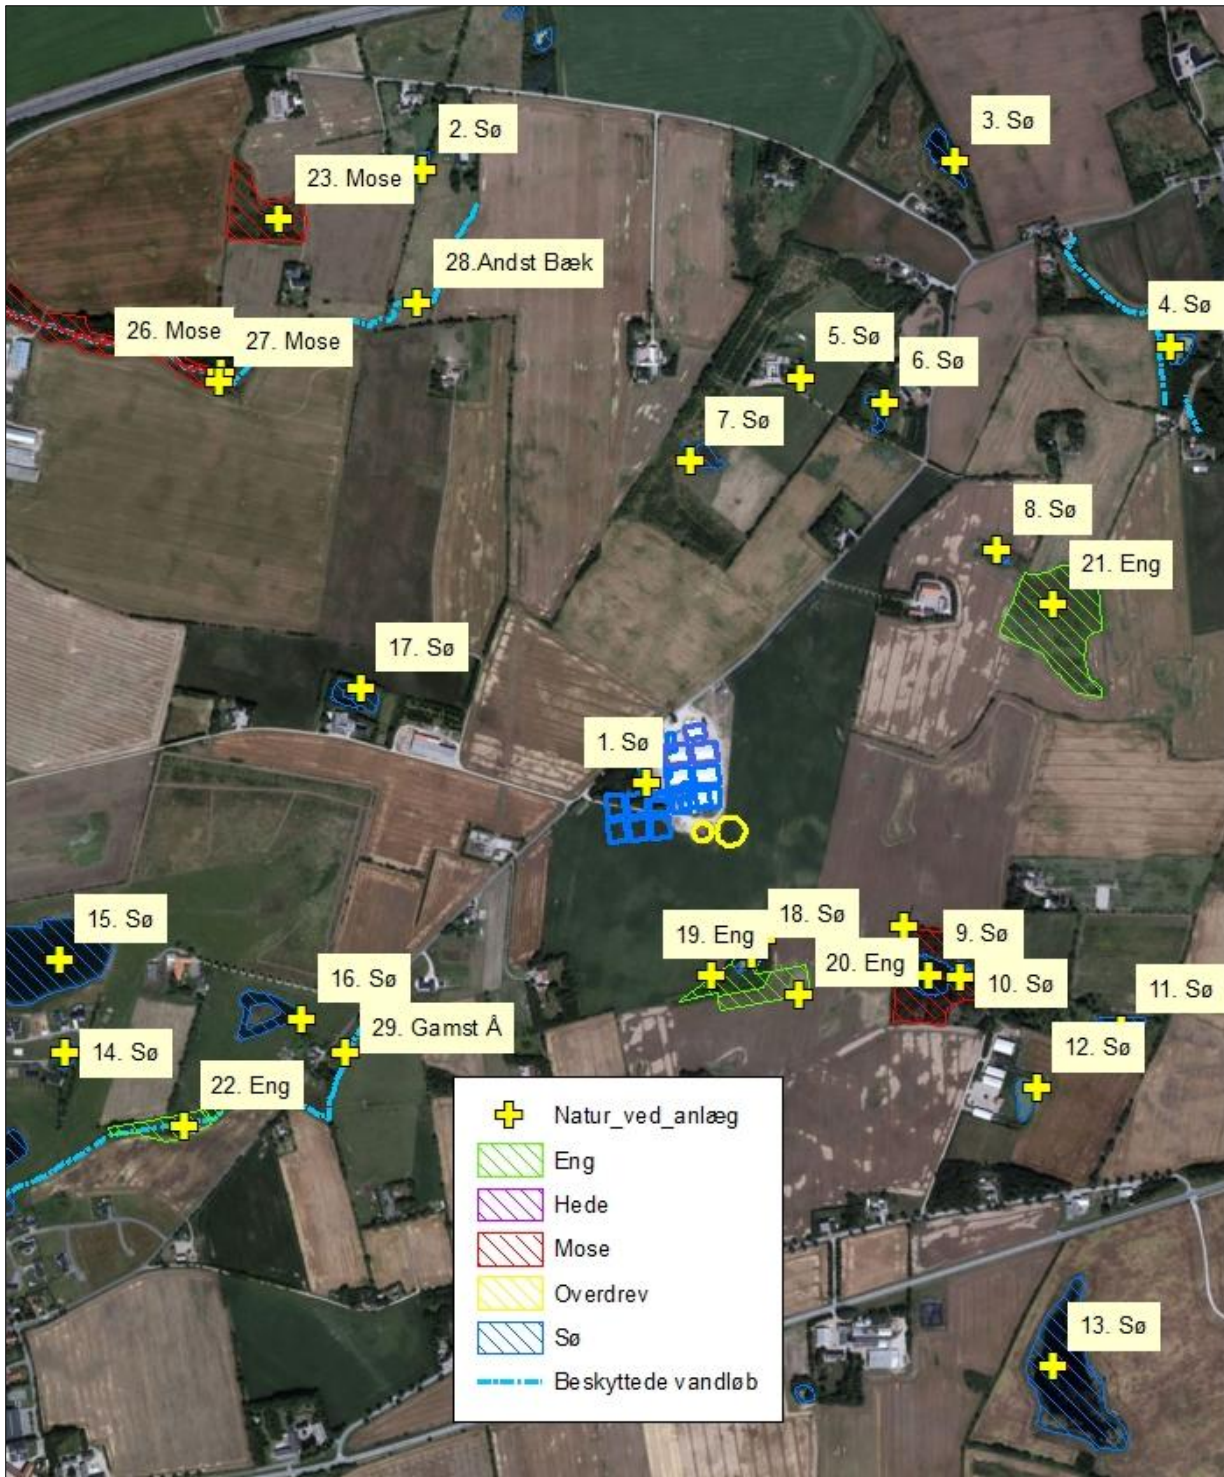 3. Sø
2. Sø
23. Mose
28.Andst Bæk
4. Sø
26. Mose
27. Mose
5. Sø
6. Sø
7. Sø
8. Sø
21. Eng
17. Sø
1. Sø
15. Sø
18. Sø
19. Eng
9. Sø
20. Eng
16. Sø
10. Sø
11. Sø
29. Gamst Å
14. Sø
12. Sø
22. Eng
Natur_ved_anlæg
Eng
Hede
Mose
Overdrev
Sø
Beskyttede vandløb
13. Sø